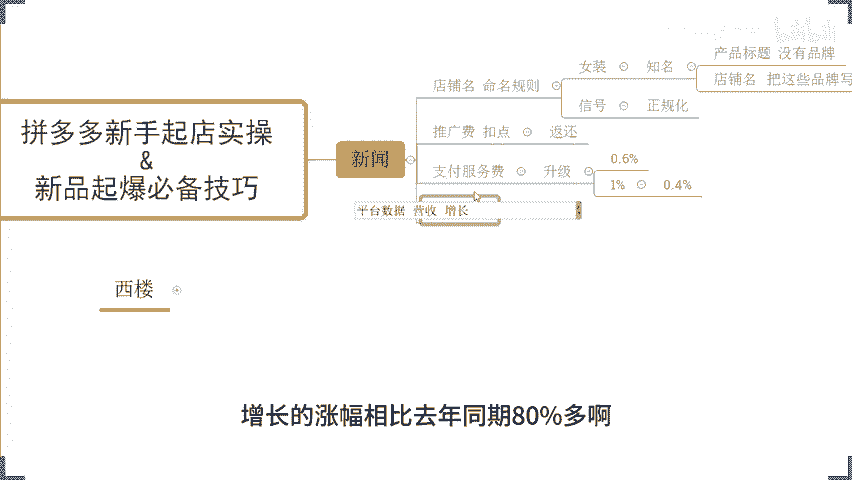 产品标题 没有品牌
女装 知名
店铺名 把这些品牌写
店铺名 命名规则
信号 正规化
推广费 扣点 返还
拼多多新手起店实操
&
新品起爆必备技巧
新闻
0.6%
支付服务费 升级
1% 0.4%
平台数据 营收 增长
西楼
增长的涨幅相比去年同期80%多啊